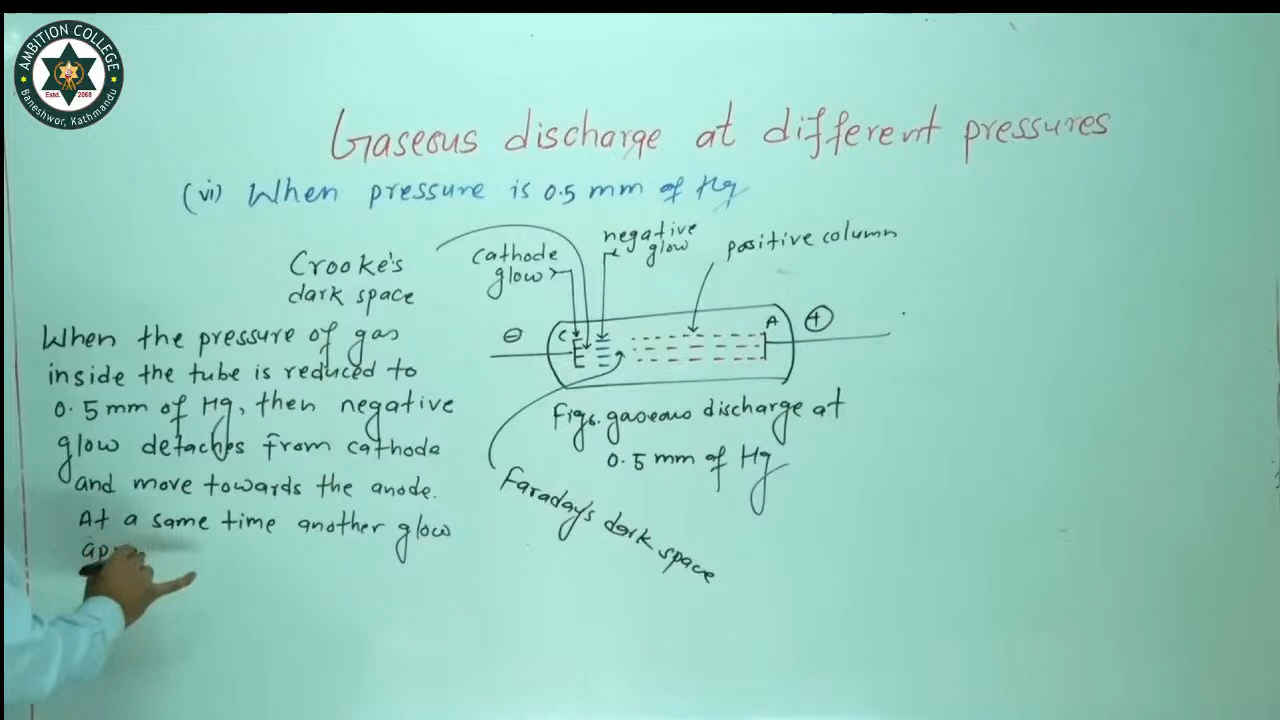 AMBITION COLLEGE
Estd. 2068
Baneshwor, Kathmandu
Gaseous discharge at different pressures
(vi) When pressure is 0.5 mm of Hg
Crooke's
dark space
cathode
glow
negative
glow
positive column
C
A
When the pressure of gas
inside the tube is reduced to
0.5 mm of Hg, then negative
glow detaches from cathode
and move towards the anode.
At a same time another glow
Fig. gaseous discharge at
0.5 mm of Hg
Faraday's dark space